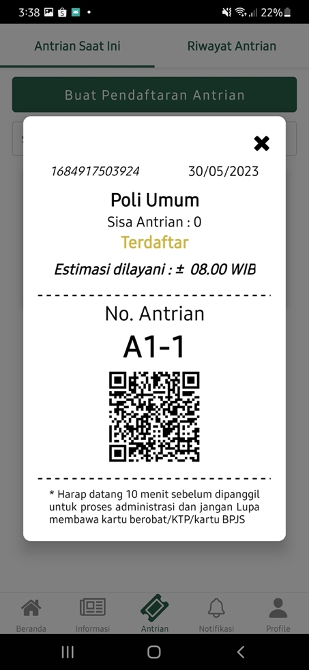 3:38 22%
Antrian Saat Ini Riwayat Antrian
Buat Pendaftaran Antrian
1684917503924 30/05/2023
Poli Umum
Sisa Antrian : 0
Terdaftar
Estimasi dilayani : ± 08.00 WIB
No. Antrian
A1-1
* Harap datang 10 menit sebelum dipanggil
untuk proses administrasi dan jangan Lupa
membawa kartu berobat/KTP/kartu BPJS
Beranda Informasi Antrian Notifikasi Profile